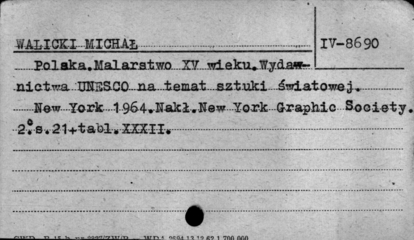 WALICKI MICHAŁ
IV-8690
Polska.Malarstwo XV wieku.Wydaw-
nictwa UNESCO na temat sztuki światowej.
New York 1964.Nakł.New York Graphic Society.
2°s.21+tabl.XXXII.